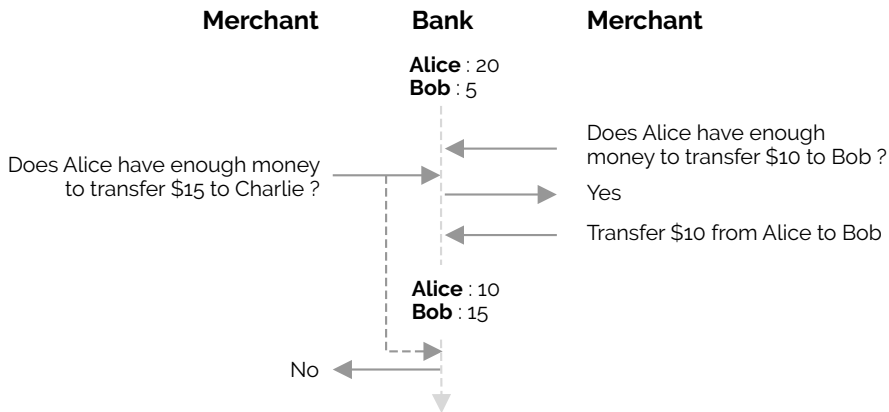 Merchant
Bank
Merchant
Alice : 20
Bob : 5
Does Alice have enough
money to transfer $10 to Bob ?
Does Alice have enough money
to transfer $15 to Charlie ?
Yes
Transfer $10 from Alice to Bob
Alice : 10
Bob : 15
No